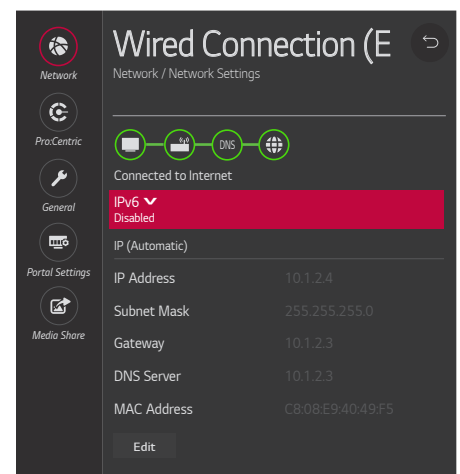 Wired Connection (E
Network / Network Settings
Network
Pro:Centric
General
Portal Settings
Media Share
DNS
Connected to Internet
IPv6
Disabled
IP (Automatic)
IP Address 10.1.2.4
Subnet Mask 255.255.255.0
Gateway 10.1.2.3
DNS Server 10.1.2.3
MAC Address C8:08:E9:40:49:F5
Edit